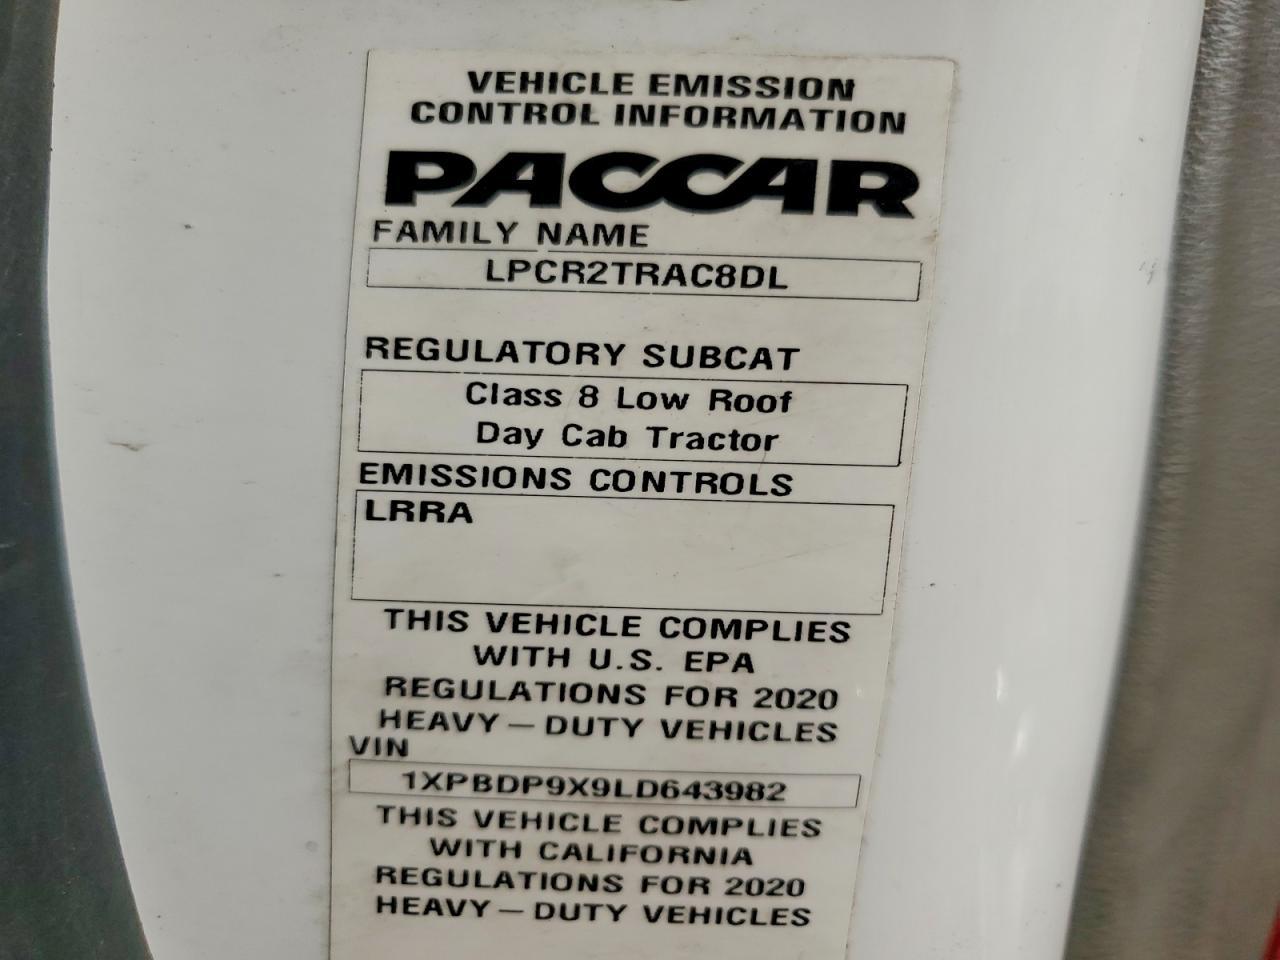 VEHICLE EMISSION
CONTROL INFORMATION
PACCAR
FAMILY NAME
LPCR2TRAC8DL
REGULATORY SUBCAT
Class 8 Low Roof
Day Cab Tractor
EMISSIONS CONTROLS
LRRA
THIS VEHICLE COMPLIES
WITH U.S. EPA
REGULATIONS FOR 2020
HEAVY-DUTY VEHICLES
VIN
1XPBDP9X9LD643982
THIS VEHICLE COMPLIES
WITH CALIFORNIA
REGULATIONS FOR 2020
HEAVY-DUTY VEHICLES